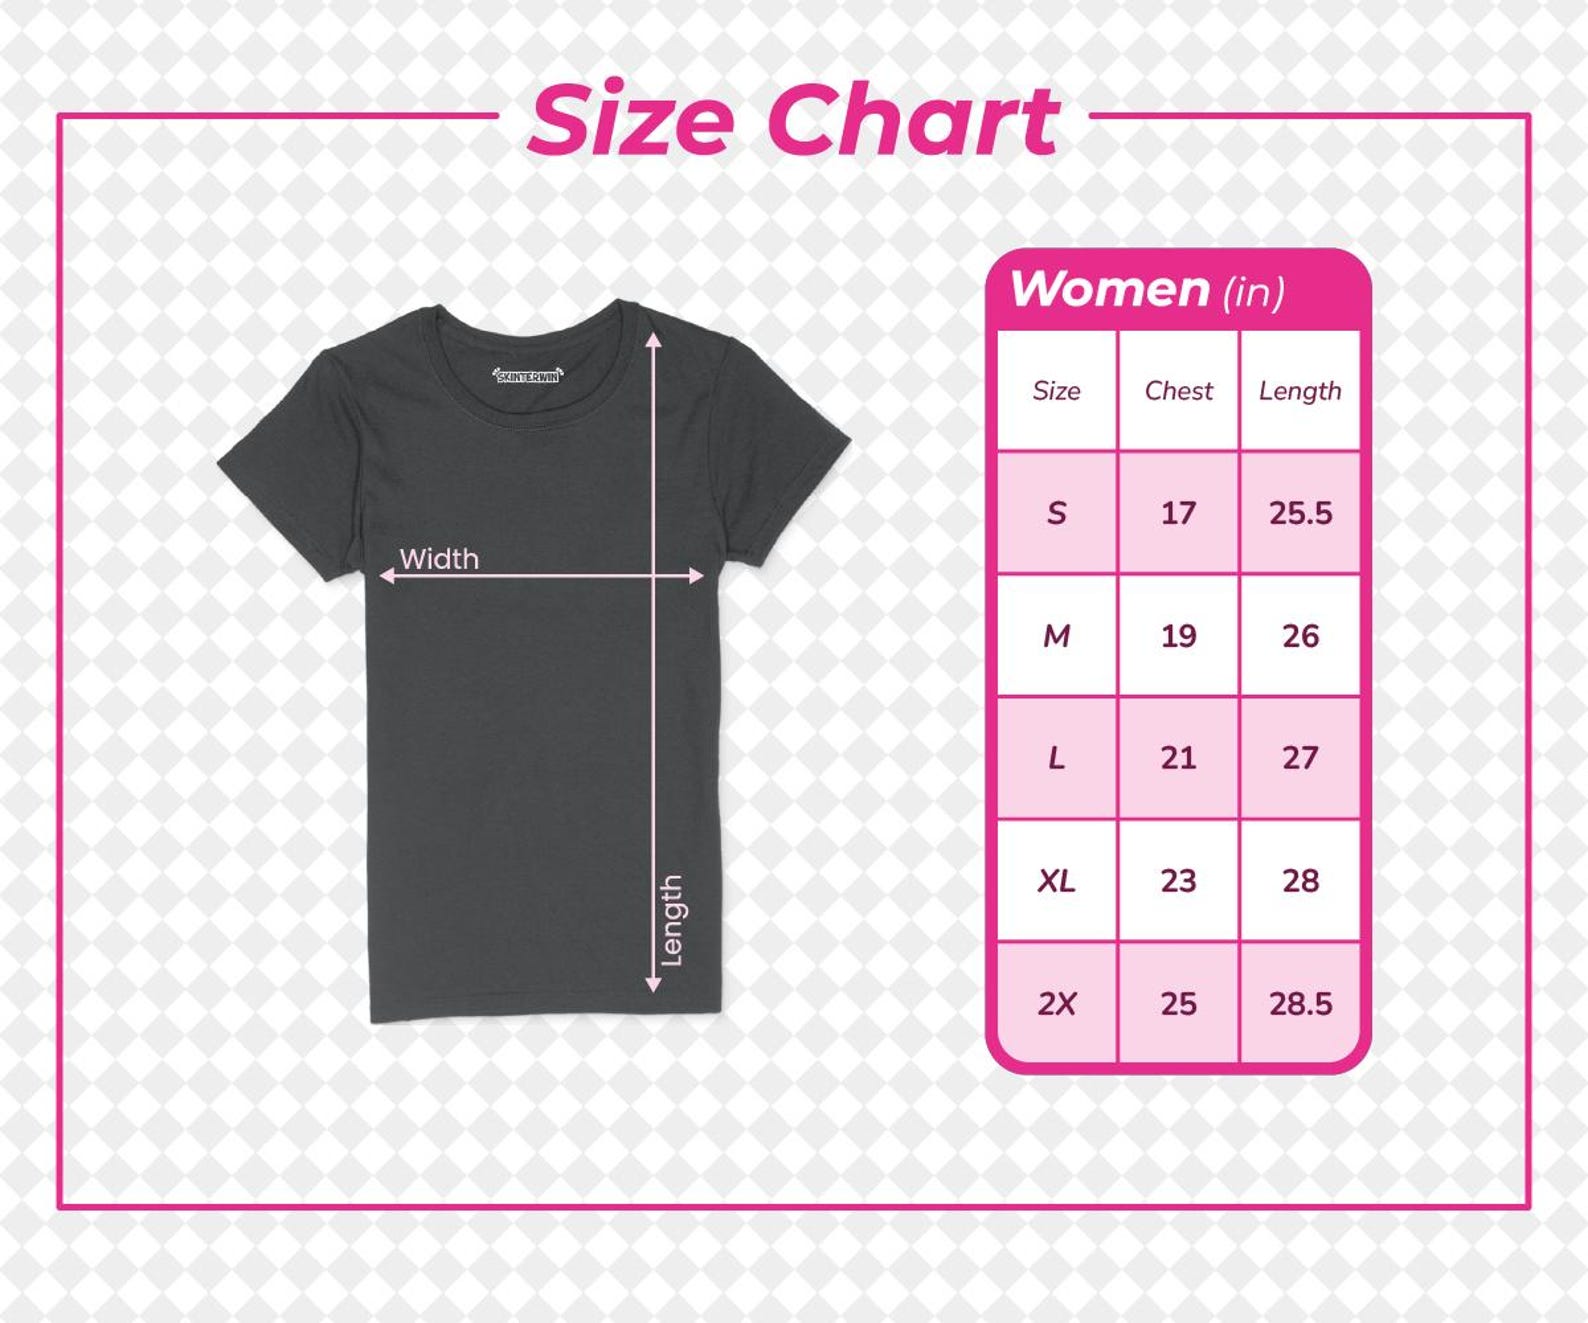 Size Chart
SKINTERWIN
Width
Length
Women (in)
Size Chest Length
S 17 25.5
M 19 26
L 21 27
XL 23 28
2X 25 28.5